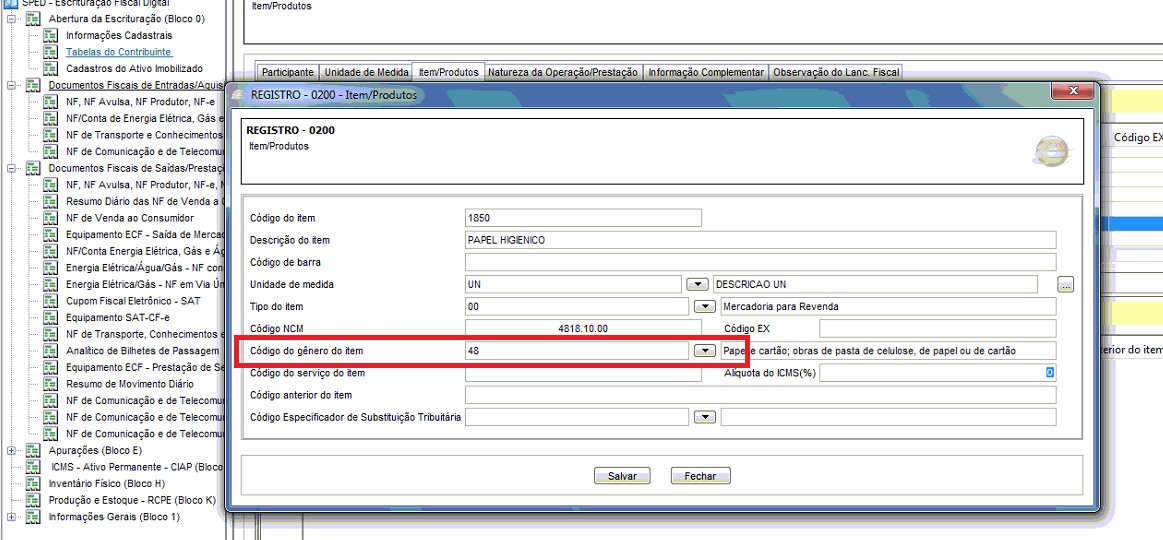 SPED - Escrituração Fiscal Digital
Abertura da Escrituração (Bloco 0)
Informações Cadastrais
Tabelas do Contribuinte
Cadastros do Ativo Imobilizado
Documentos Fiscais de Entradas/Aquis
NF, NF Avulsa, NF Produtor, NF-e
NF/Conta de Energia Elétrica, Gás e
NF de Transporte e Conhecimentos
NF de Comunicação e de Telecomu
Documentos Fiscais de Saídas/Prestaç
NF, NF Avulsa, NF Produtor, NF-e, N
Resumo Diário das NF de Venda a C
NF de Venda ao Consumidor
Equipamento ECF - Saída de Mercad
NF/Conta Energia Elétrica, Gás e Ág
Energia Elétrica/Água/Gás - NF con
Energia Elétrica/Gás - NF em Via Ún
Cupom Fiscal Eletrônico - SAT
Equipamento SAT-CF-e
NF de Transporte, Conhecimentos e
Analítico de Bilhetes de Passagem
Equipamento ECF - Prestação de Se
Resumo de Movimento Diário
NF de Comunicação e de Telecomu
NF de Comunicação e de Telecomu
NF de Comunicação e de Telecomu
Apurações (Bloco E)
ICMS - Ativo Permanente - CIAP (Bloco
Inventário Físico (Bloco H)
Produção e Estoque - RCPE (Bloco K)
Informações Gerais (Bloco 1)
Item/Produtos
Participante Unidade de Medida Item/Produtos Natureza da Operação/Prestação Informação Complementar Observação do Lanc. Fiscal
Código EX
erior do item
REGISTRO - 0200 - Item/Produtos
X
REGISTRO - 0200
Item/Produtos
Código do item 1850
Descrição do item PAPEL HIGIENICO
Código de barra
Unidade de medida UN DESCRICAO UN ...
Tipo do item 00 Mercadoria para Revenda
Código NCM 4818.10.00 Código EX
Código do gênero do item 48 Papel e cartão; obras de pasta de celulose, de papel ou de cartão
Código do serviço do item Alíquota do ICMS(%) 0
Código anterior do item
Código Especificador de Substituição Tributária
Salvar Fechar